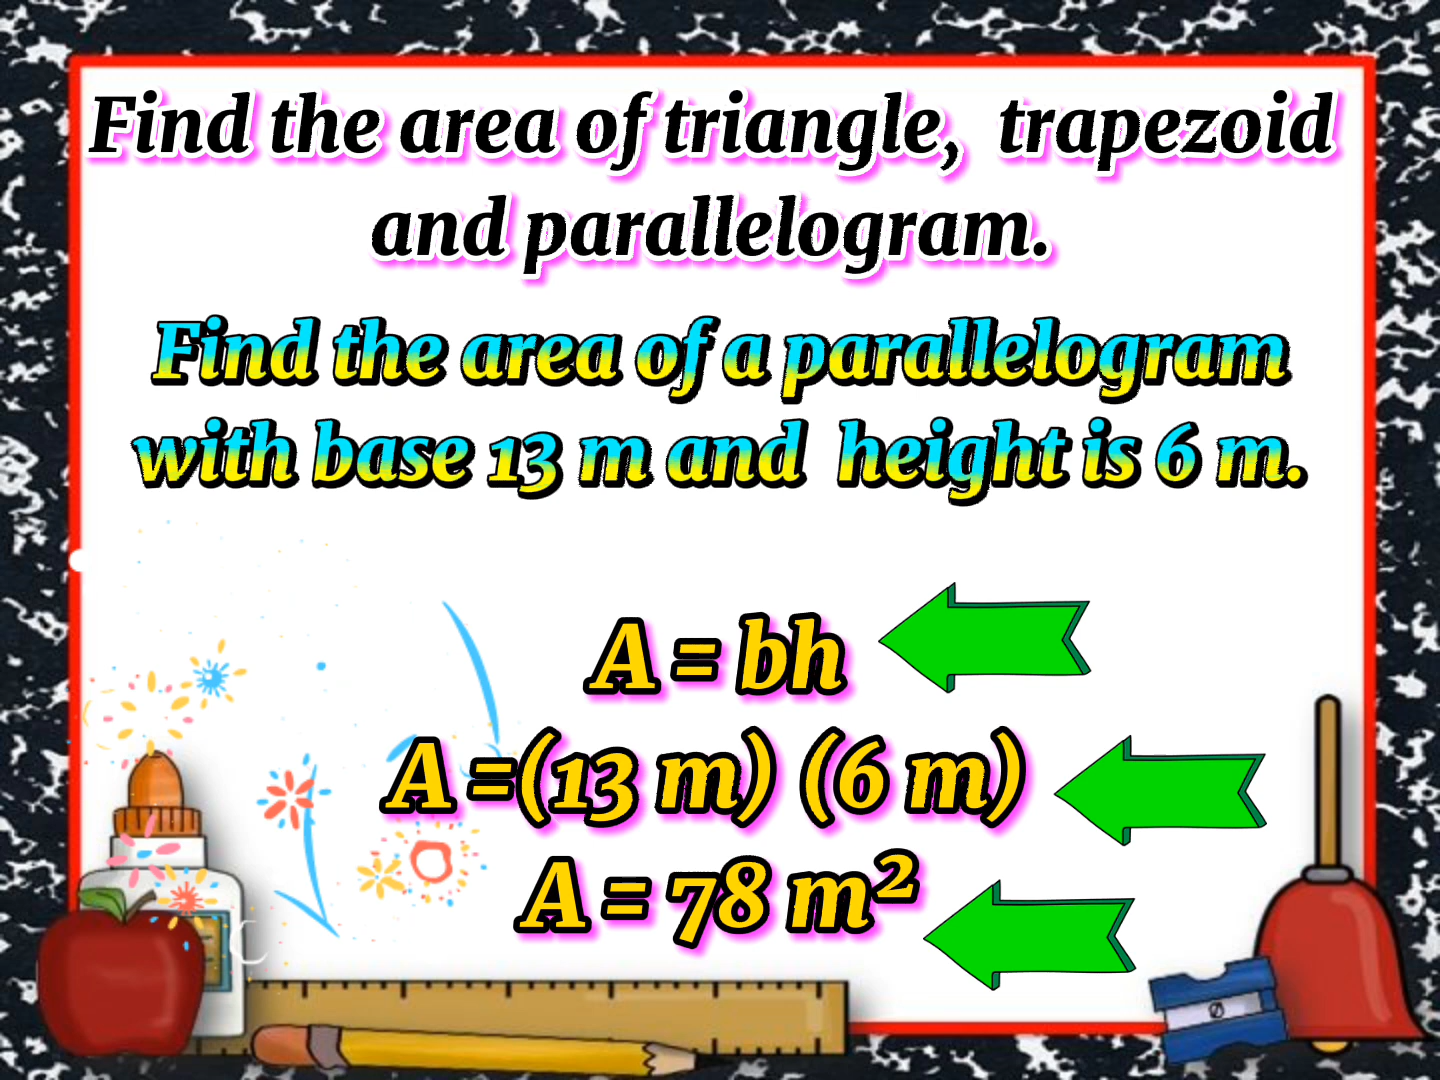 Find the area of triangle, trapezoid
and parallelogram.
Find the area of a parallelogram
with base 13 m and height is 6 m.
A = bh
A =(13 m) (6 m)
A = 78 m²